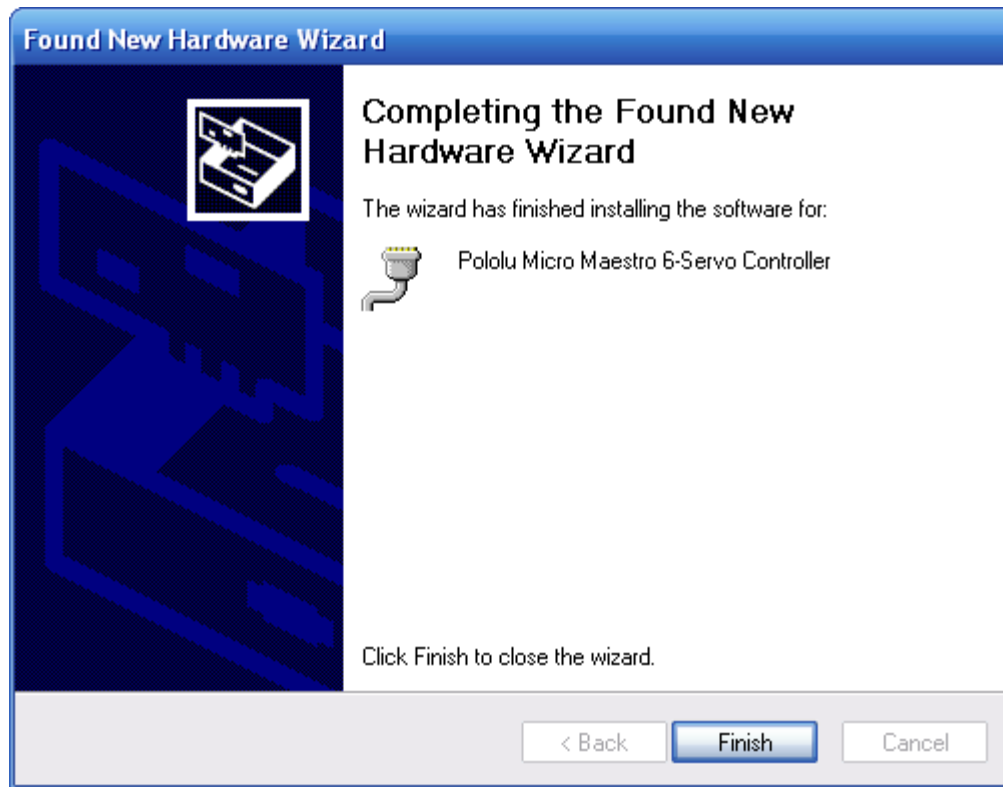 Found New Hardware Wizard
Completing the Found New
Hardware Wizard
The wizard has finished installing the software for:
Pololu Micro Maestro 6-Servo Controller
Click Finish to close the wizard.
< Back
Finish
Cancel